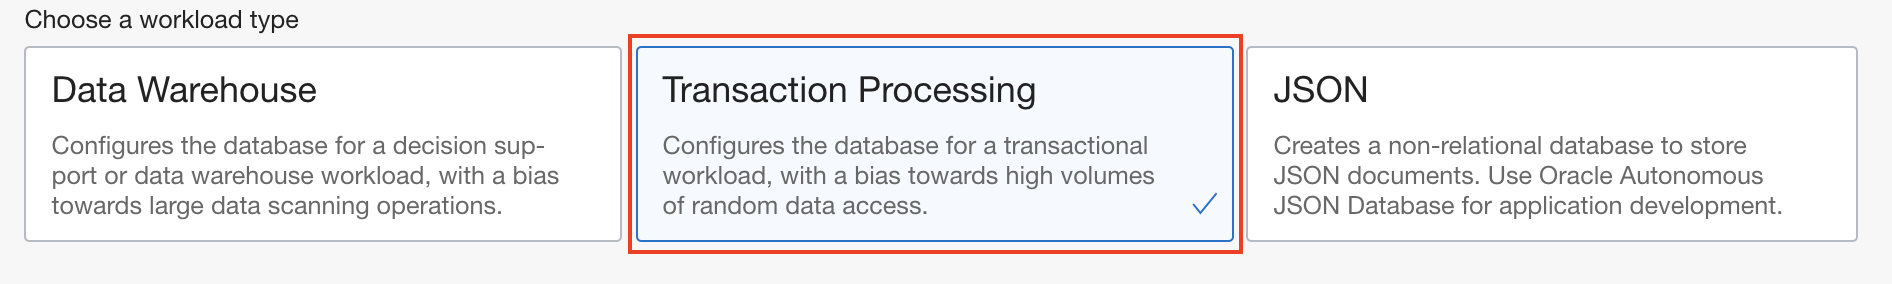 Choose a workload type
Data Warehouse
Configures the database for a decision sup-
port or data warehouse workload, with a bias
towards large data scanning operations.
Transaction Processing
Configures the database for a transactional
workload, with a bias towards high volumes
of random data access.
JSON
Creates a non-relational database to store
JSON documents. Use Oracle Autonomous
JSON Database for application development.